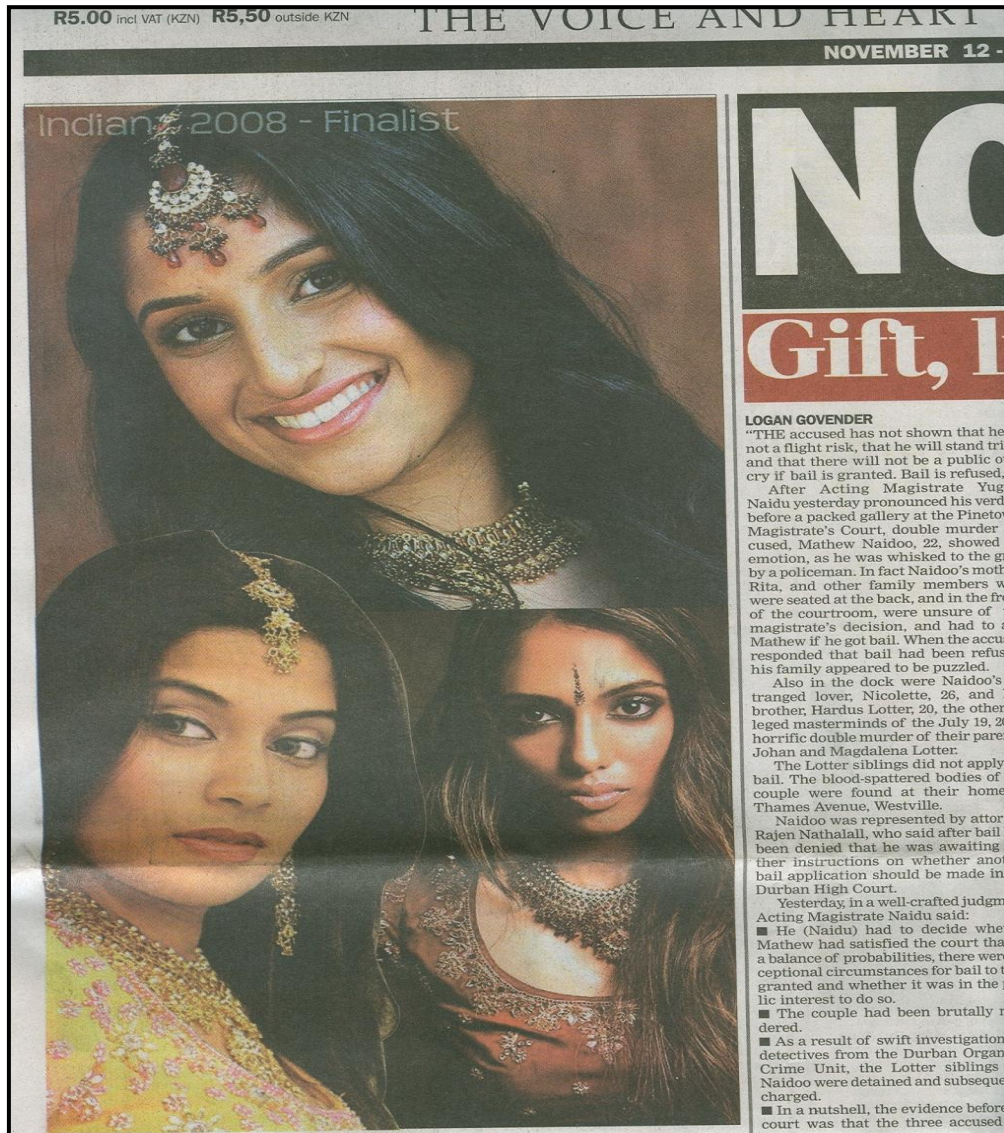 R5.00 incl VAT (KZN) R5,50 outside KZN
THE VOICE AND HEART
NOVEMBER 12 -
Indian 2008 - Finalist
NO
Gift, l
LOGAN GOVENDER
“THE accused has not shown that he
not a flight risk, that he will stand tri
and that there will not be a public o
cry if bail is granted. Bail is refused,
After Acting Magistrate Yug
Naidu yesterday pronounced his verd
before a packed gallery at the Pineto
Magistrate's Court, double murder
cused, Mathew Naidoo, 22, showed
emotion, as he was whisked to the g
by a policeman. In fact Naidoo's moth
Rita, and other family members w
were seated at the back, and in the fr
of the courtroom, were unsure of
magistrate's decision, and had to a
Mathew if he got bail. When the accus
responded that bail had been refus
his family appeared to be puzzled.
Also in the dock were Naidoo's
tranged lover, Nicolette, 26, and
brother, Hardus Lotter, 20, the other
leged masterminds of the July 19, 20
horrific double murder of their pare
Johan and Magdalena Lotter.
The Lotter siblings did not apply
bail. The blood-spattered bodies of
couple were found at their home
Thames Avenue, Westville.
Naidoo was represented by attor
Rajen Nathalall, who said after bail
been denied that he was awaiting
ther instructions on whether anot
bail application should be made in
Durban High Court.
Yesterday, in a well-crafted judgm
Acting Magistrate Naidu said:
■ He (Naidu) had to decide whe
Mathew had satisfied the court tha
a balance of probabilities, there were
ceptional circumstances for bail to b
granted and whether it was in the p
lic interest to do so.
■ The couple had been brutally m
dered.
■ As a result of swift investigation
detectives from the Durban Organ
Crime Unit, the Lotter siblings
Naidoo were detained and subseque
charged.
■ In a nutshell, the evidence before
court was that the three accused